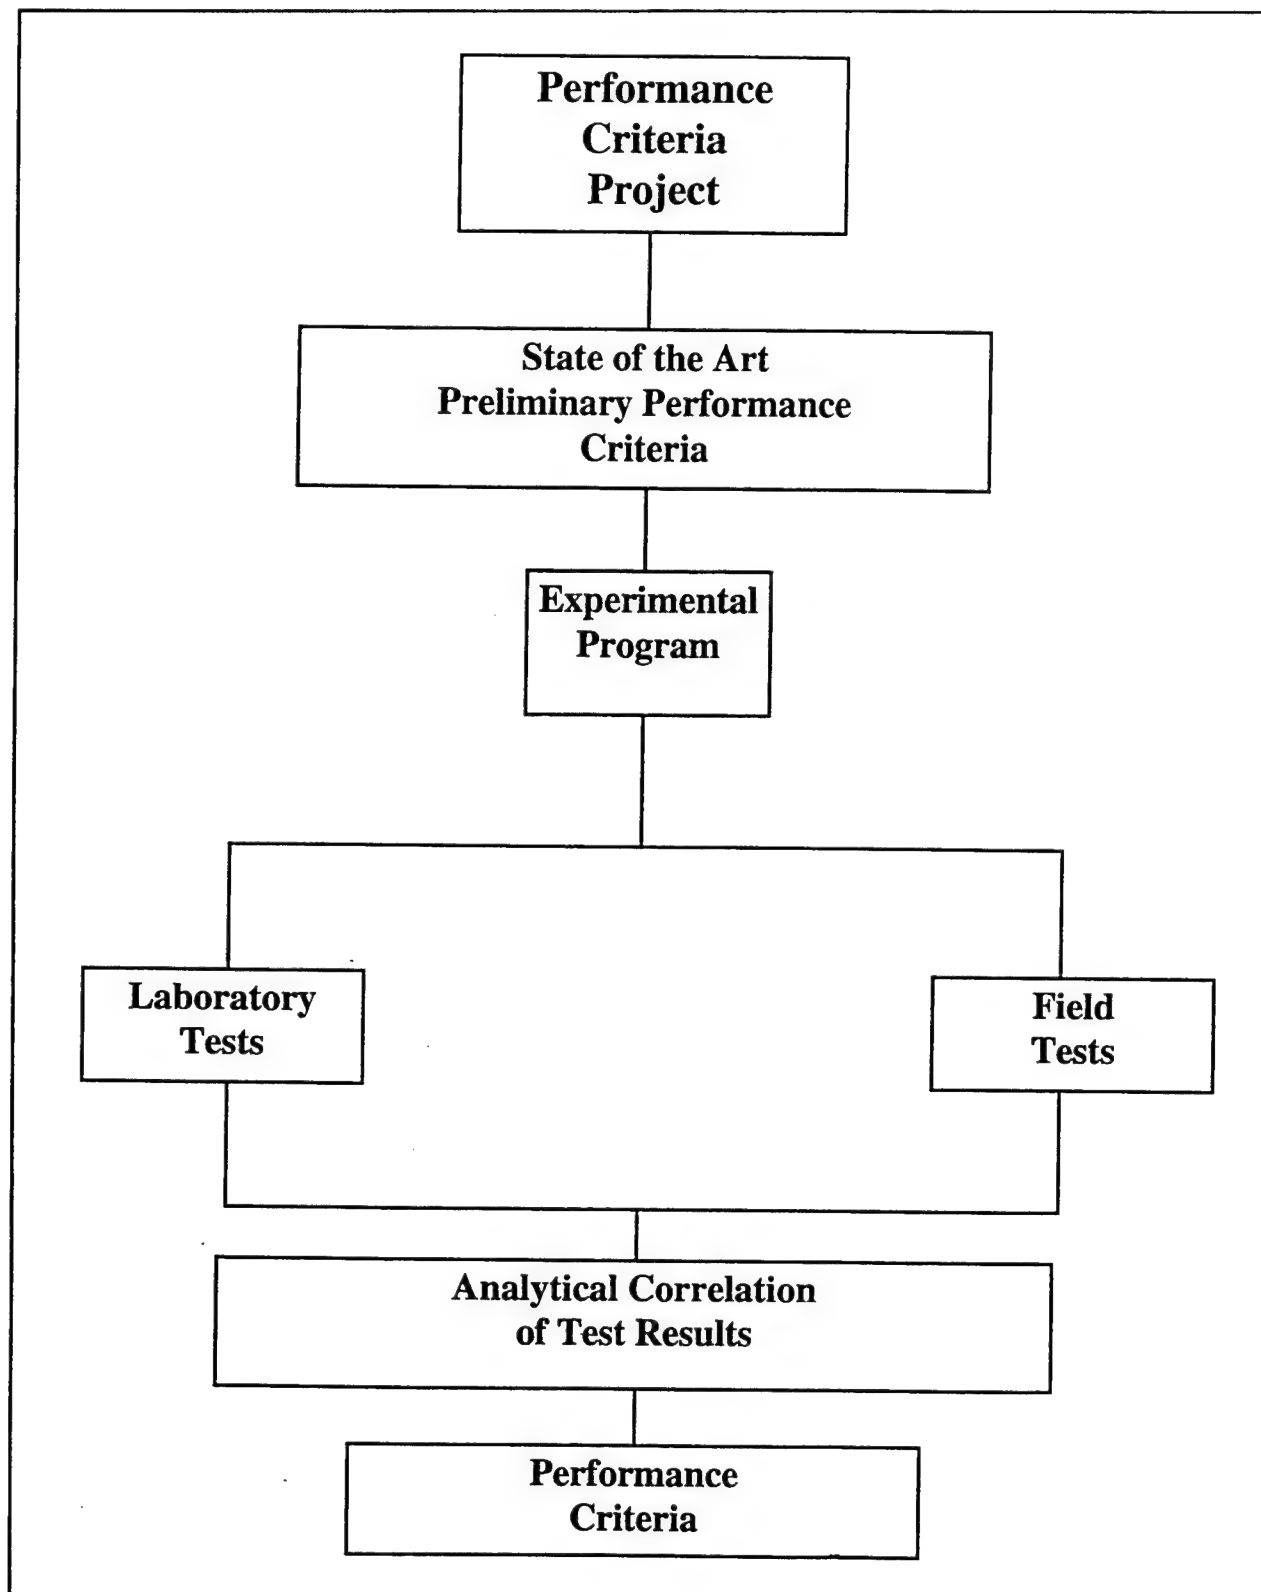 Performance
Criteria
Project
State of the Art
Preliminary Performance
Criteria
Experimental
Program
Laboratory
Tests
Field
Tests
Analytical Correlation
of Test Results
Performance
Criteria